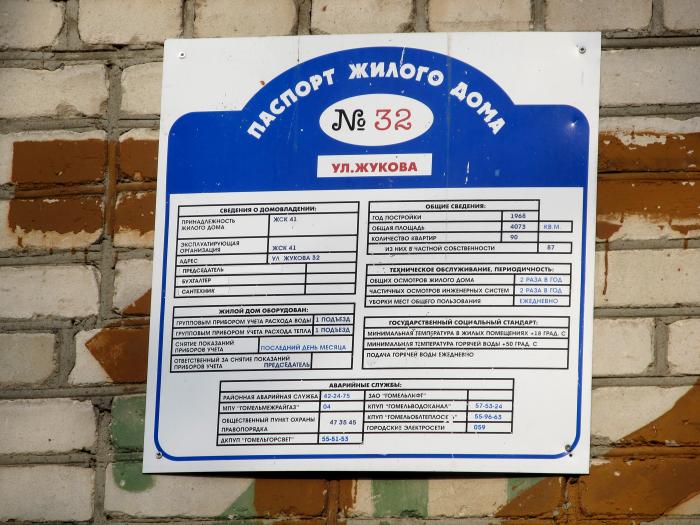 ПАСПОРТ ЖИЛОГО ДОМА
№ 32
УЛ.ЖУКОВА
СВЕДЕНИЯ О ДОМОВЛАДЕНИИ:
ПРИНАДЛЕЖНОСТЬ ЖСК 41
ЖИЛОГО ДОМА
ЭКСПЛУАТИРУЮЩАЯ
ОРГАНИЗАЦИЯ ЖСК 41
АДРЕС УЛ ЖУКОВА 32
ПРЕДСЕДАТЕЛЬ
БУХГАЛТЕР
САНТЕХНИК
ЖИЛОЙ ДОМ ОБОРУДОВАН:
ГРУППОВЫМ ПРИБОРОМ УЧЕТА РАСХОДА ВОДЫ 1 ПОДЪЕЗД
ГРУППОВЫМ ПРИБОРОМ УЧЕТА РАСХОДА ТЕПЛА 1 ПОДЪЕЗД
СНЯТИЕ ПОКАЗАНИЙ
ПРИБОРОВ УЧЕТА ПОСЛЕДНИЙ ДЕНЬ МЕСЯЦА
ОТВЕТСТВЕННЫЙ ЗА СНЯТИЕ ПОКАЗАНИЙ
ПРИБОРОВ УЧЕТА ПРЕДСЕДАТЕЛЬ
ОБЩИЕ СВЕДЕНИЯ:
ГОД ПОСТРОЙКИ 1968
ОБЩАЯ ПЛОЩАДЬ 4073 КВ.М.
КОЛИЧЕСТВО КВАРТИР 90
ИЗ НИХ В ЧАСТНОЙ СОБСТВЕННОСТИ 87
ТЕХНИЧЕСКОЕ ОБСЛУЖИВАНИЕ, ПЕРИОДИЧНОСТЬ:
ОБЩИХ ОСМОТРОВ ЖИЛОГО ДОМА 2 РАЗА В ГОД
ЧАСТИЧНЫХ ОСМОТРОВ ИНЖЕНЕРНЫХ СИСТЕМ 2 РАЗА В ГОД
УБОРКИ МЕСТ ОБЩЕГО ПОЛЬЗОВАНИЯ ЕЖЕДНЕВНО
ГОСУДАРСТВЕННЫЙ СОЦИАЛЬНЫЙ СТАНДАРТ:
МИНИМАЛЬНАЯ ТЕМПЕРАТУРА В ЖИЛЫХ ПОМЕЩЕНИЯХ +18 ГРАД. С
МИНИМАЛЬНАЯ ТЕМПЕРАТУРА ГОРЯЧЕЙ ВОДЫ +50 ГРАД. С
ПОДАЧА ГОРЯЧЕЙ ВОДЫ ЕЖЕДНЕВНО
АВАРИЙНЫЕ СЛУЖБЫ:
РАЙОННАЯ АВАРИЙНАЯ СЛУЖБА 42-24-75
МПУ "ГОМЕЛЬМЕЖРАЙГАЗ" 04
ОБЩЕСТВЕННЫЙ ПУНКТ ОХРАНЫ
ПРАВОПОРЯДКА 47 35 45
ДКПУП "ГОМЕЛЬГОРСВЕТ" 55-51-53
ЗАО "ГОМЕЛЬЛИФТ"
КПУП "ГОМЕЛЬВОДОКАНАЛ" 57-53-24
КПУП "ГОМЕЛЬОБЛТЕПЛОСЕТЬ" 55-96-63
ГОРОДСКИЕ ЭЛЕКТРОСЕТИ 059